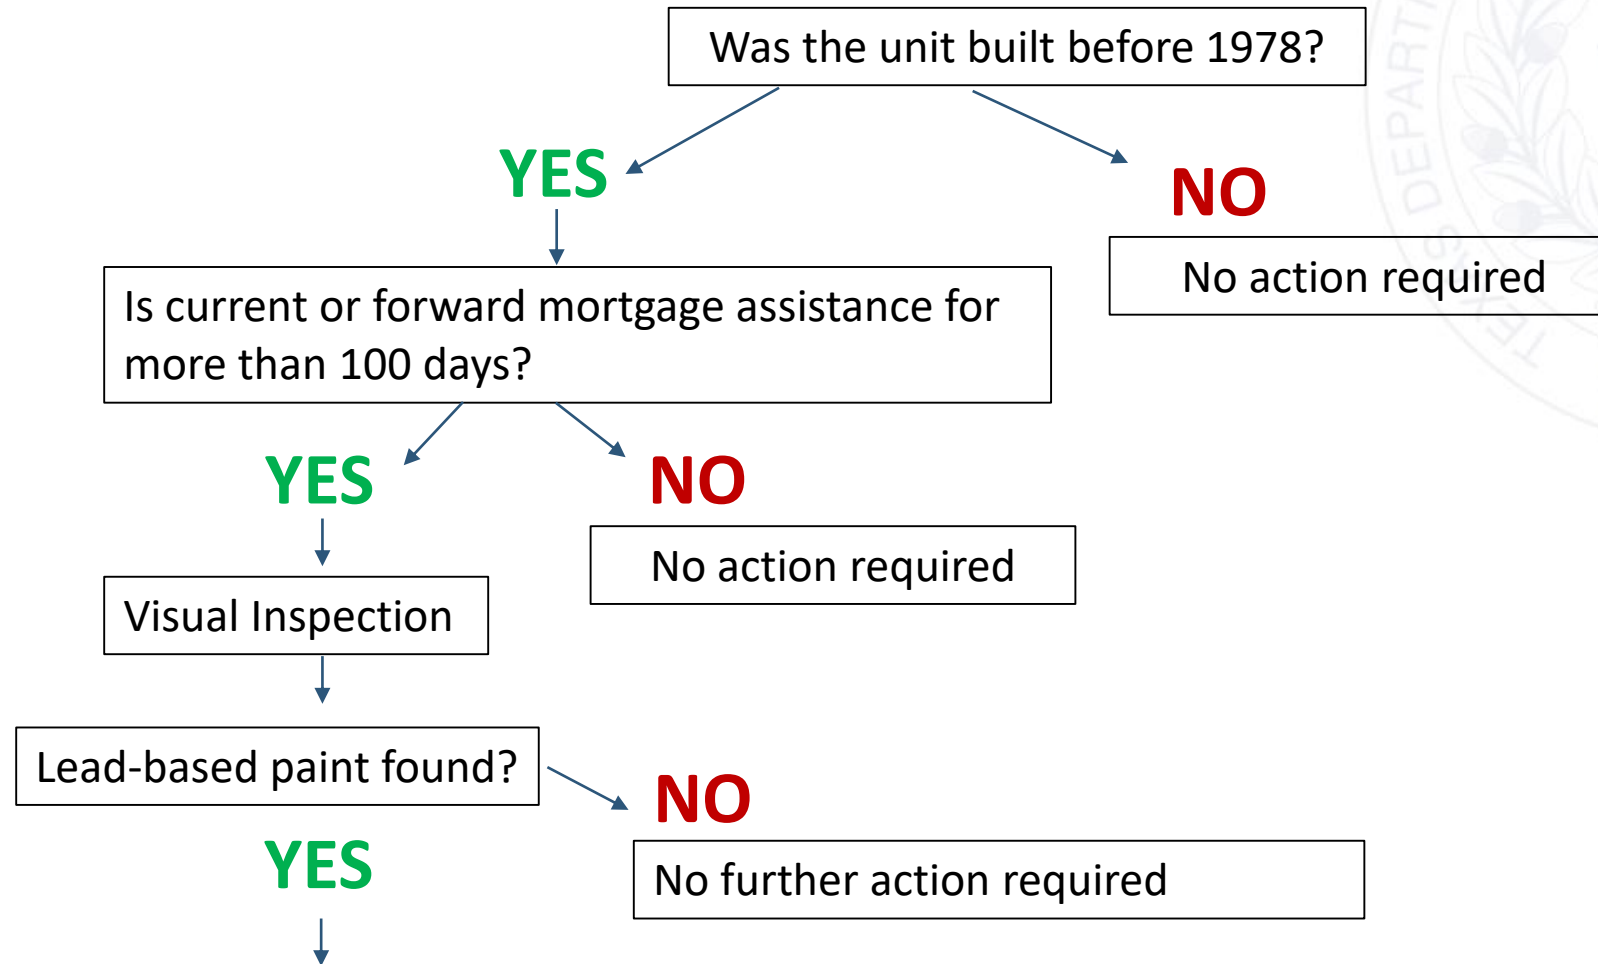 Was the unit built before 1978?
YES
NO
No action required
Is current or forward mortgage assistance for
more than 100 days?
YES
NO
No action required
Visual Inspection
Lead-based paint found?
NO
YES
No further action required
TEXAS DEPARTI